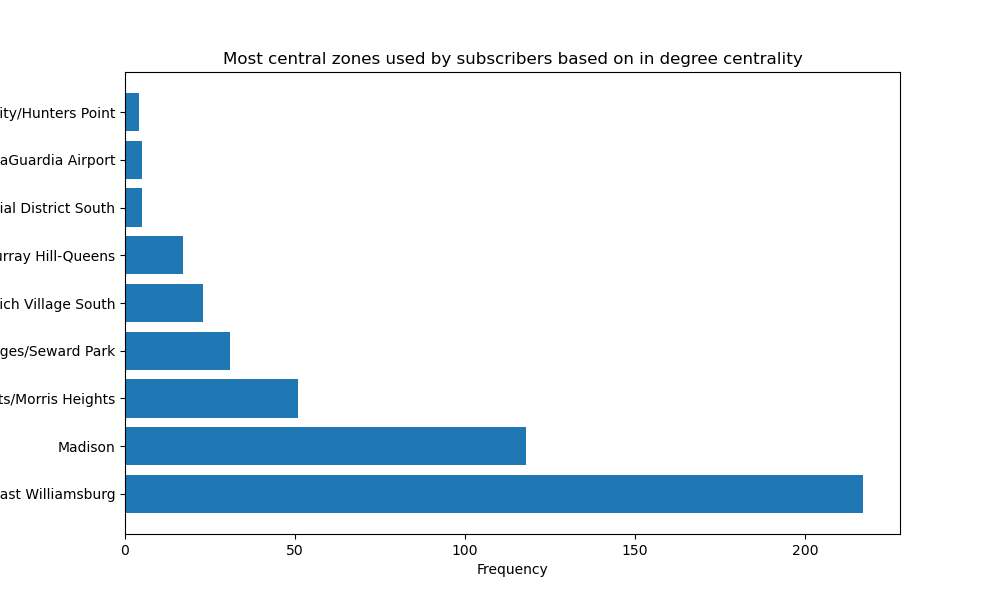 Most central zones used by subscribers based on in degree centrality
ity/Hunters Point
aGuardia Airport
ial District South
urray Hill-Queens
ich Village South
ges/Seward Park
ts/Morris Heights
Madison
ast Williamsburg
0 50 100 150 200
Frequency